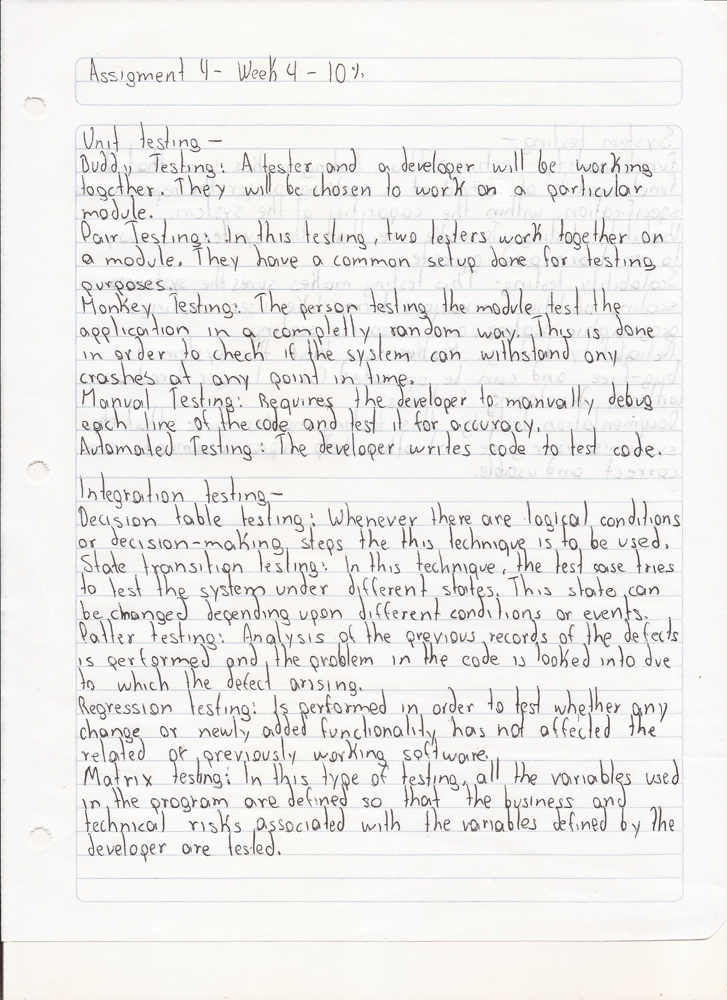 Assigment 4 - Week 4 - 10%
Unit testing -
Buddy Testing: A tester and a developer will be working
together. They will be chosen to work on a particular
module.
Pair Testing: In this testing, two testers work together on
a module. They have a common setup done for testing
purposes.
Monkey Testing: The person testing the module test the
application in a completly random way. This is done
in order to check if the system can withstand any
crashes at any point in time.
Manual Testing: Requires the developer to manually debug
each line of the code and test it for accuracy.
Automated Testing: The developer writes code to test code.
Integration testing-
Decision table testing: Whenever there are logical conditions
or decision-making steps the this technique is to be used.
State transition testing: In this technique, the test case tries
to test the system under different states. This state can
be changed depending upon different conditions or events.
Patter testing: Analysis of the previous records of the defects
is performed and the problem in the code is looked into due
to which the defect arising.
Regression testing: Is performed in order to test whether any
change or newly added functionality has not affected the
related or previously working software.
Matrix testing: In this type of testing, all the variables used
in the program are defined so that the business and
technical risks associated with the variables defined by the
developer are tested.